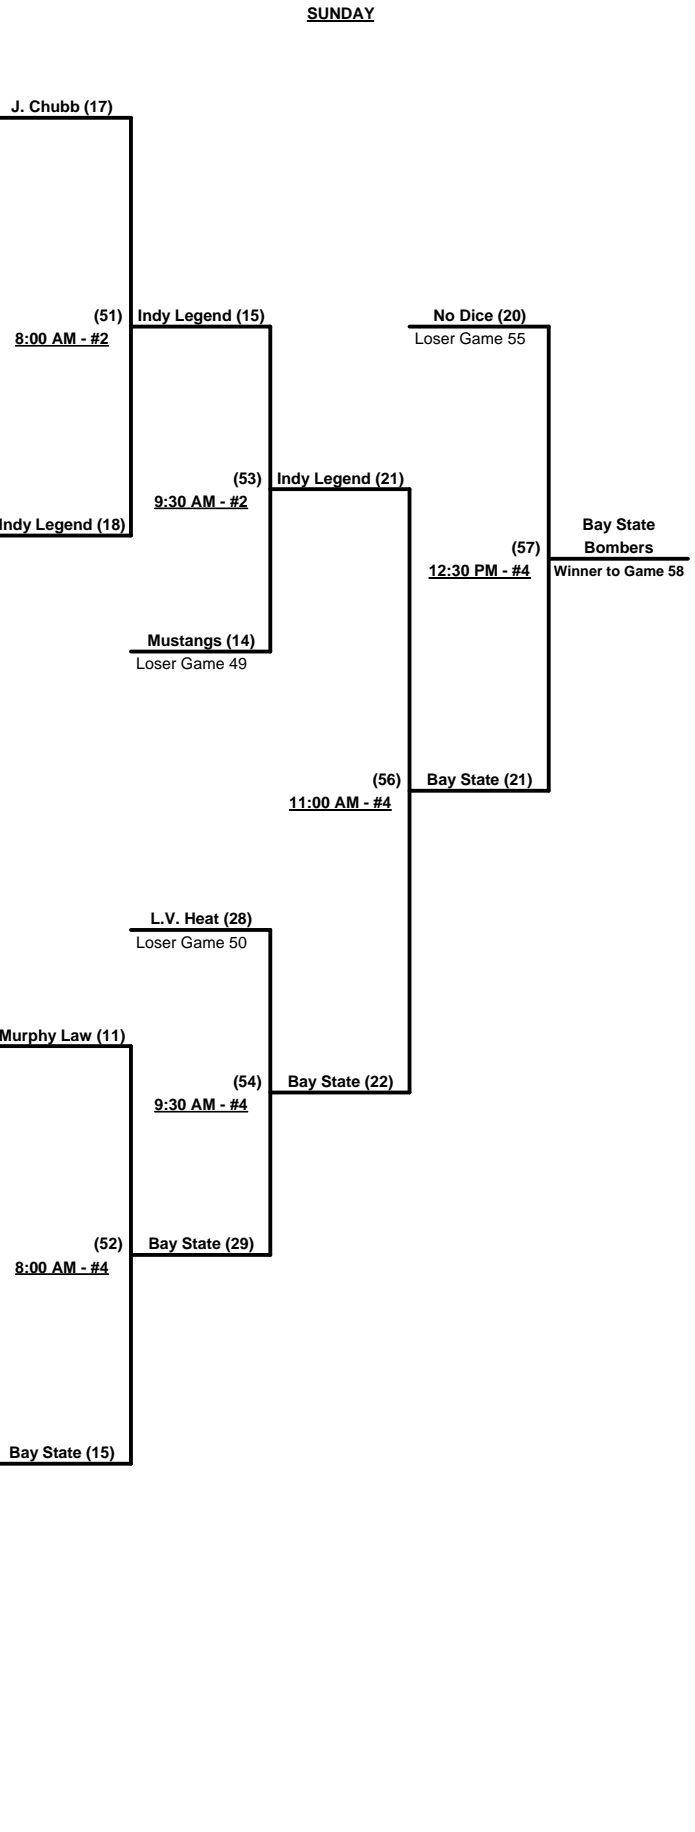 SUNDAY
J. Chubb (17)
(51)
Indy Legend (15)
No Dice (20)
8:00 AM - #2
Loser Game 55
(53)
Indy Legend (21)
9:30 AM - #2
Indy Legend (18)
Bay State
(57)
Bombers
12:30 PM - #4
Winner to Game 58
Mustangs (14)
Loser Game 49
(56)
Bay State (21)
11:00 AM - #4
L.V. Heat (28)
Loser Game 50
Murphy Law (11)
(54)
Bay State (22)
9:30 AM - #4
(52)
Bay State (29)
8:00 AM - #4
Bay State (15)